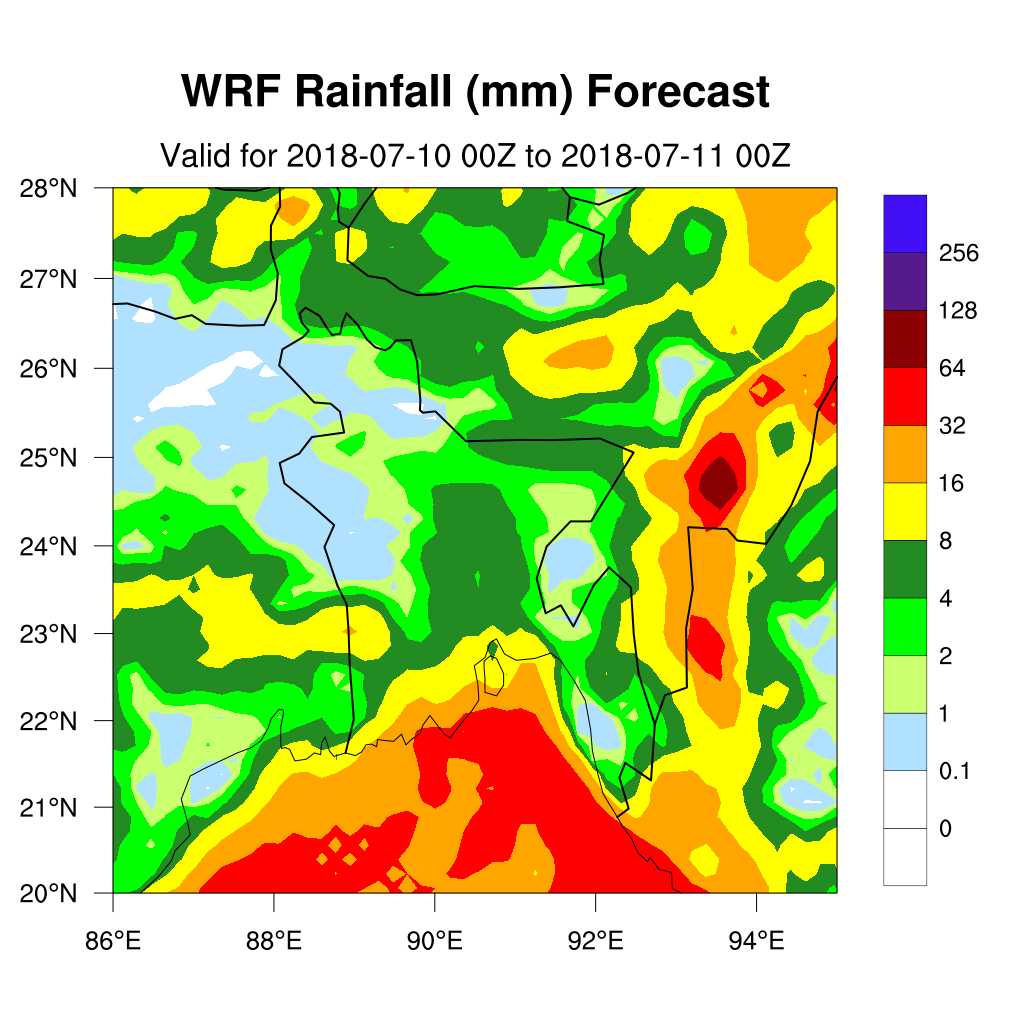 WRF Rainfall (mm) Forecast
Valid for 2018-07-10 00Z to 2018-07-11 00Z
28°N
27°N
26°N
25°N
24°N
23°N
22°N
21°N
20°N
86°E 88°E 90°E 92°E 94°E
256
128
64
32
16
8
4
2
1
0.1
0